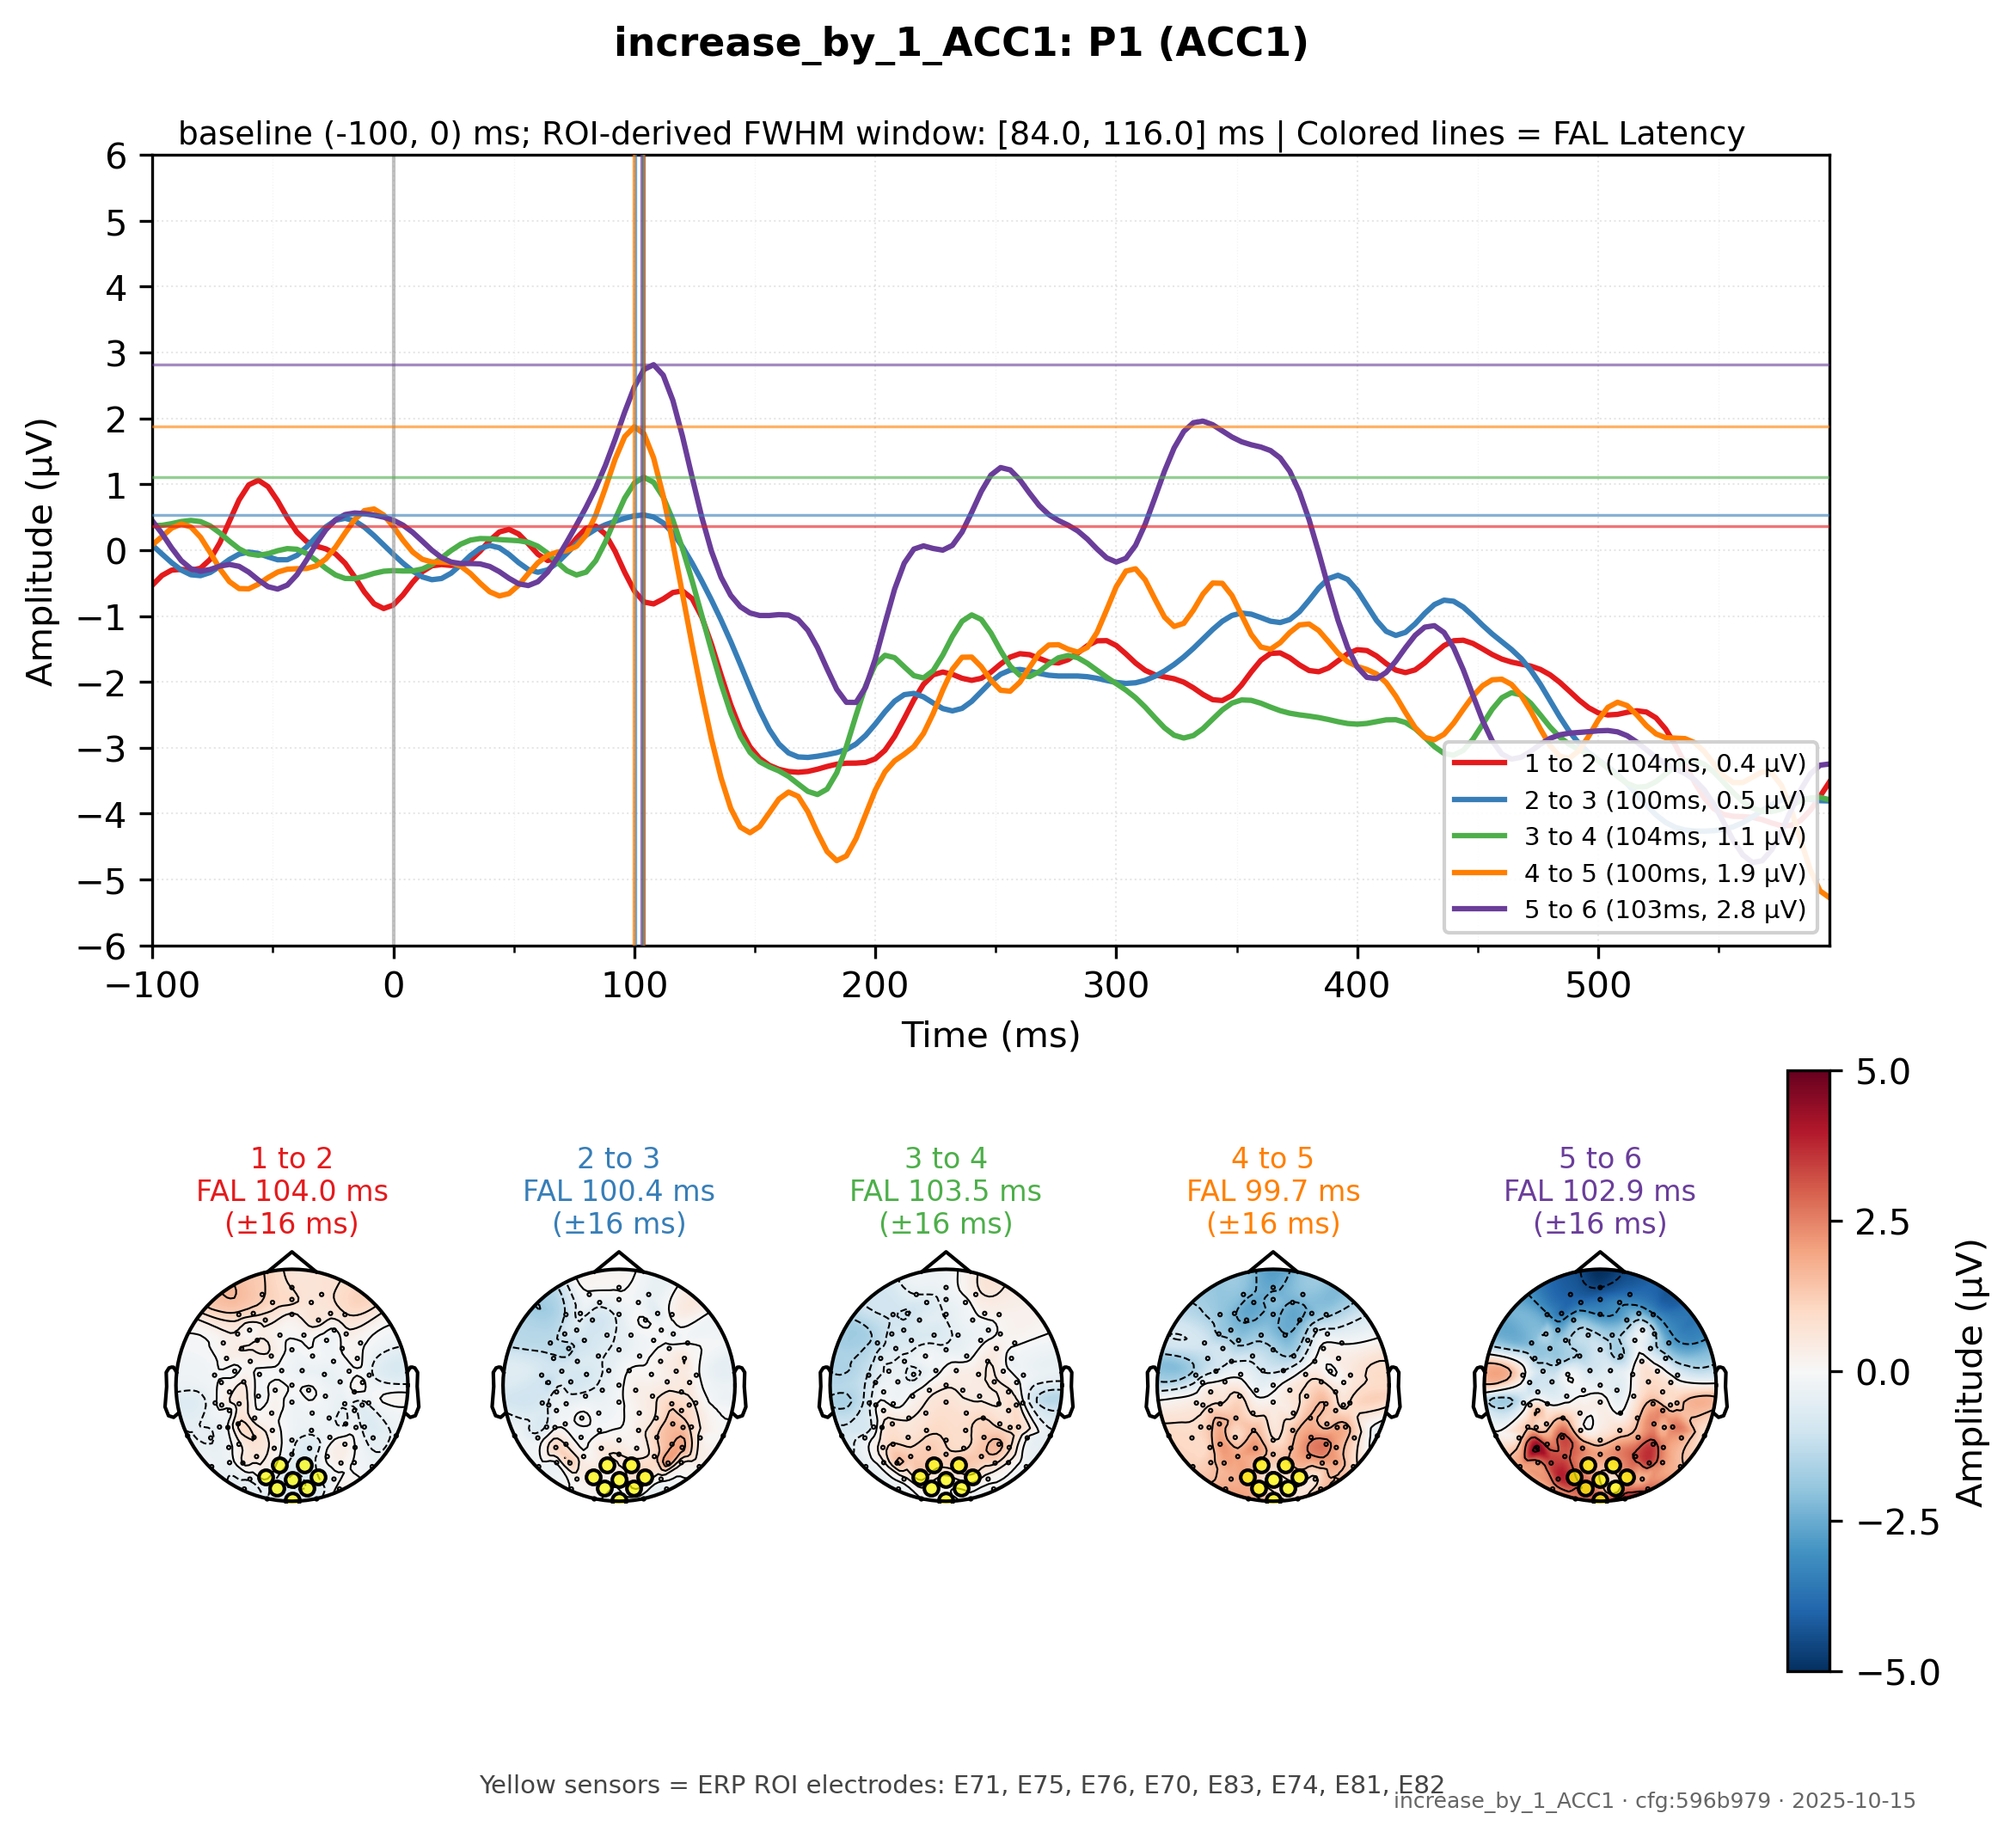 increase_by_1_ACC1: P1 (ACC1)
baseline (-100, 0) ms; ROI-derived FWHM window: [84.0, 116.0] ms | Colored lines = FAL Latency
6
5
4
3
2
1
0
−1
−2
−3
−4
−5
−6
Amplitude (μV)
1 to 2 (104ms, 0.4 μV)
2 to 3 (100ms, 0.5 μV)
3 to 4 (104ms, 1.1 μV)
4 to 5 (100ms, 1.9 μV)
5 to 6 (103ms, 2.8 μV)
−100 0 100 200 300 400 500
Time (ms)
1 to 2
FAL 104.0 ms
(±16 ms)
2 to 3
FAL 100.4 ms
(±16 ms)
3 to 4
FAL 103.5 ms
(±16 ms)
4 to 5
FAL 99.7 ms
(±16 ms)
5 to 6
FAL 102.9 ms
(±16 ms)
5.0
2.5
0.0
−2.5
−5.0
Amplitude (μV)
Yellow sensors = ERP ROI electrodes: E71, E75, E76, E70, E83, E74, E81, E82
increase_by_1_ACC1 · cfg:596b979 · 2025-10-15